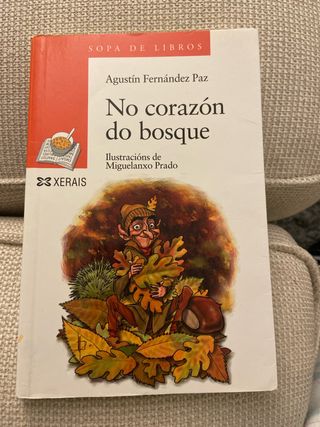 SOPA DE LIBROS
Agustín Fernández Paz
No corazón
do bosque
Ilustracións de
Miguelanxo Prado
XERAIS